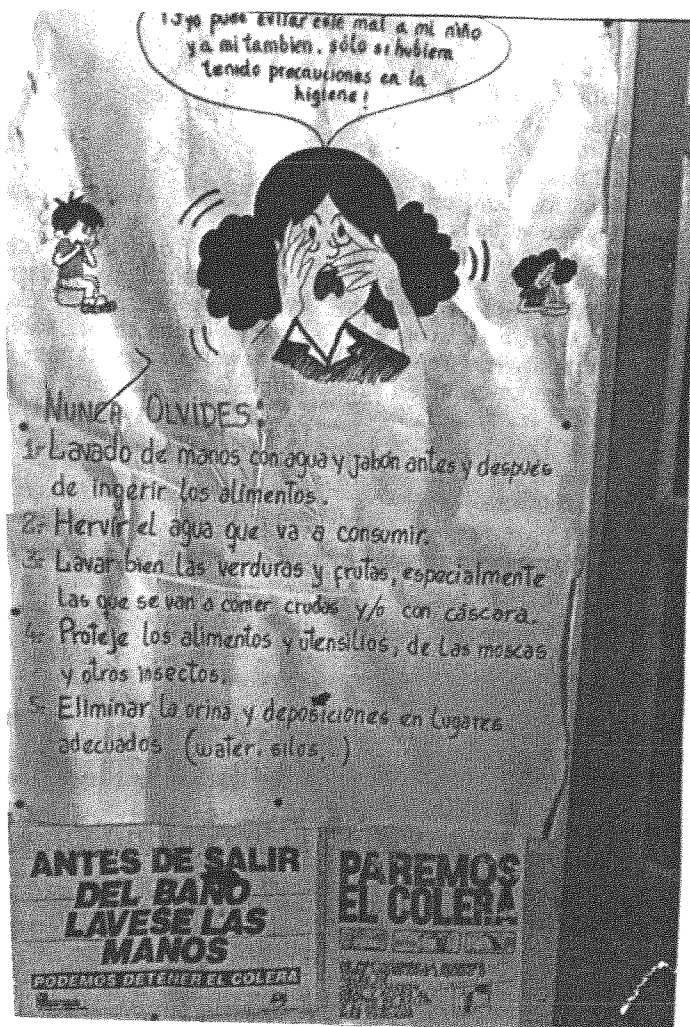 ¡Si yo pude evitar este mal a mi niño
y a mi tambien, sólo si hubiera
tenido precauciones en la
higiene!
NUNCA OLVIDES:
1- Lavado de manos con agua y jabón antes y después
de ingerir los alimentos.
2- Hervir el agua que va a consumir.
3- Lavar bien las verduras y frutas, especialmente
las que se van a comer crudas y/o con cáscara.
4- Proteje los alimentos y utensilios, de las moscas
y otros insectos.
5- Eliminar la orina y deposiciones en lugares
adecuados (water, silos,..)
ANTES DE SALIR
DEL BAÑO
LAVESE LAS
MANOS
PODEMOS DETENER EL COLERA
PAREMOS
EL COLERA